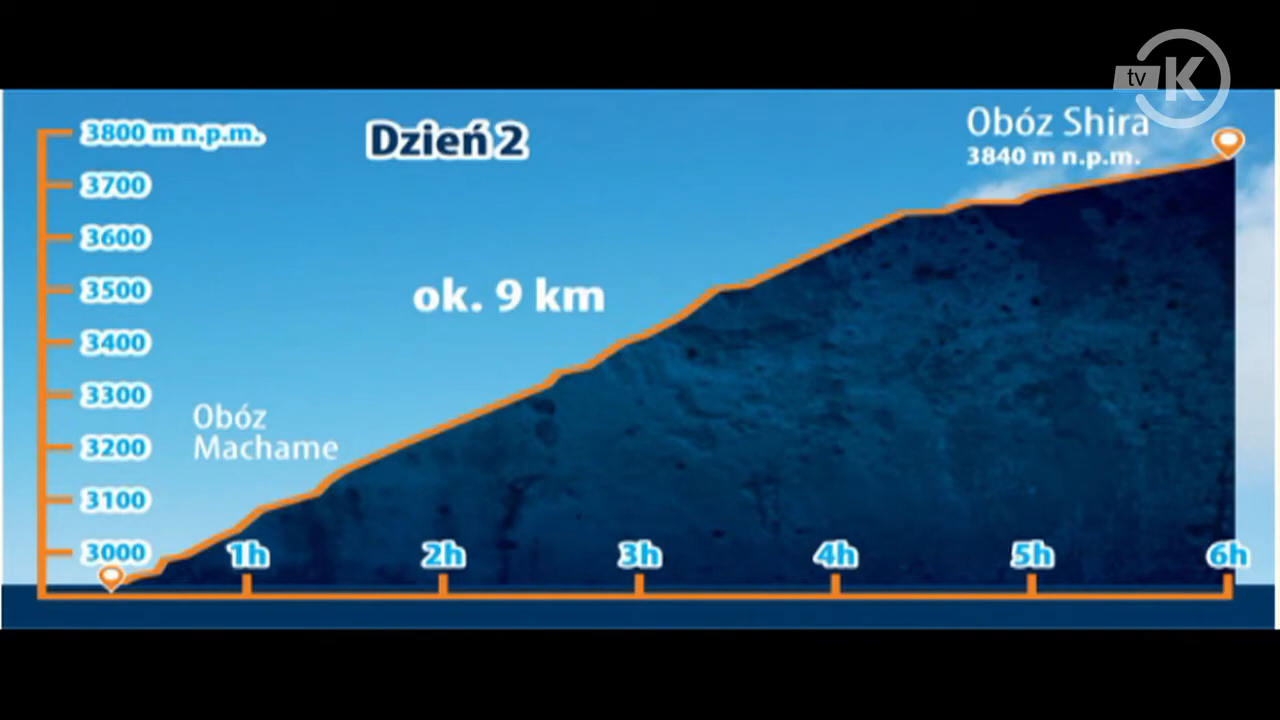 tv K
3800 m n.p.m.
Dzień 2
Obóz Shira
3840 m n.p.m.
3700
3600
3500
ok. 9 km
3400
3300
Obóz
Machame
3200
3100
3000
1h 2h 3h 4h 5h 6h